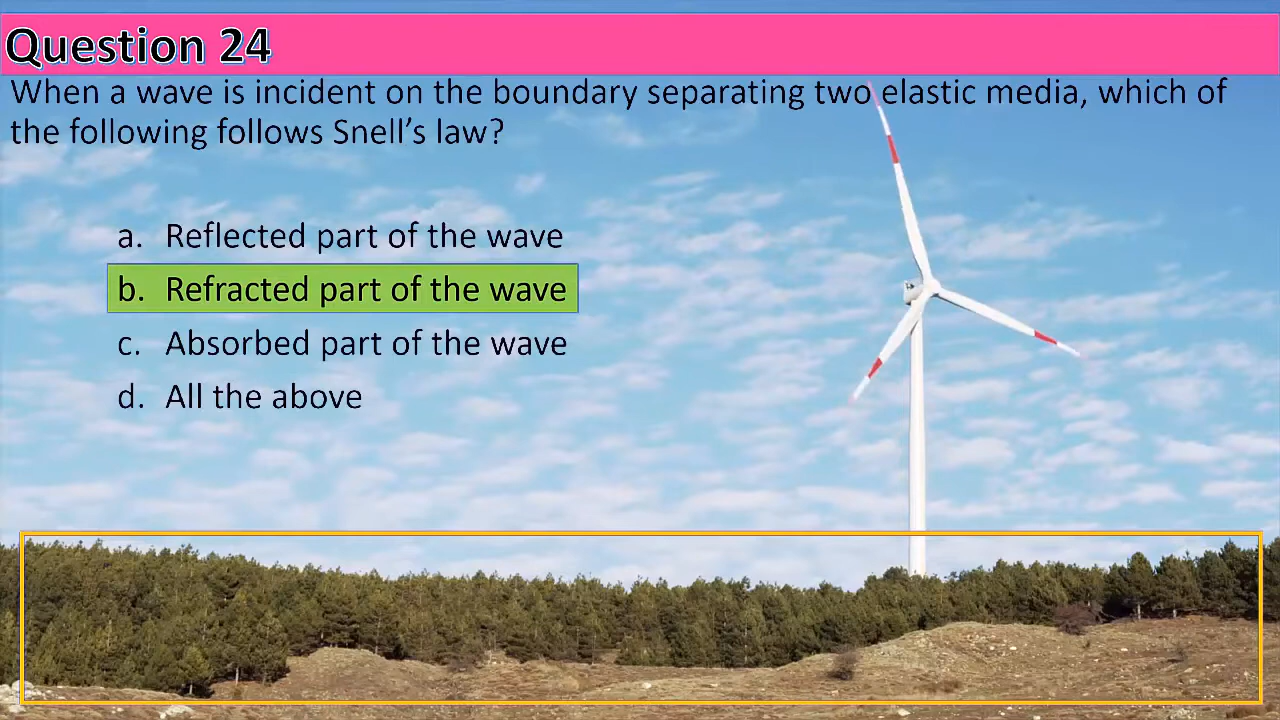 Question 24
When a wave is incident on the boundary separating two elastic media, which of
the following follows Snell’s law?
a. Reflected part of the wave
b. Refracted part of the wave
c. Absorbed part of the wave
d. All the above